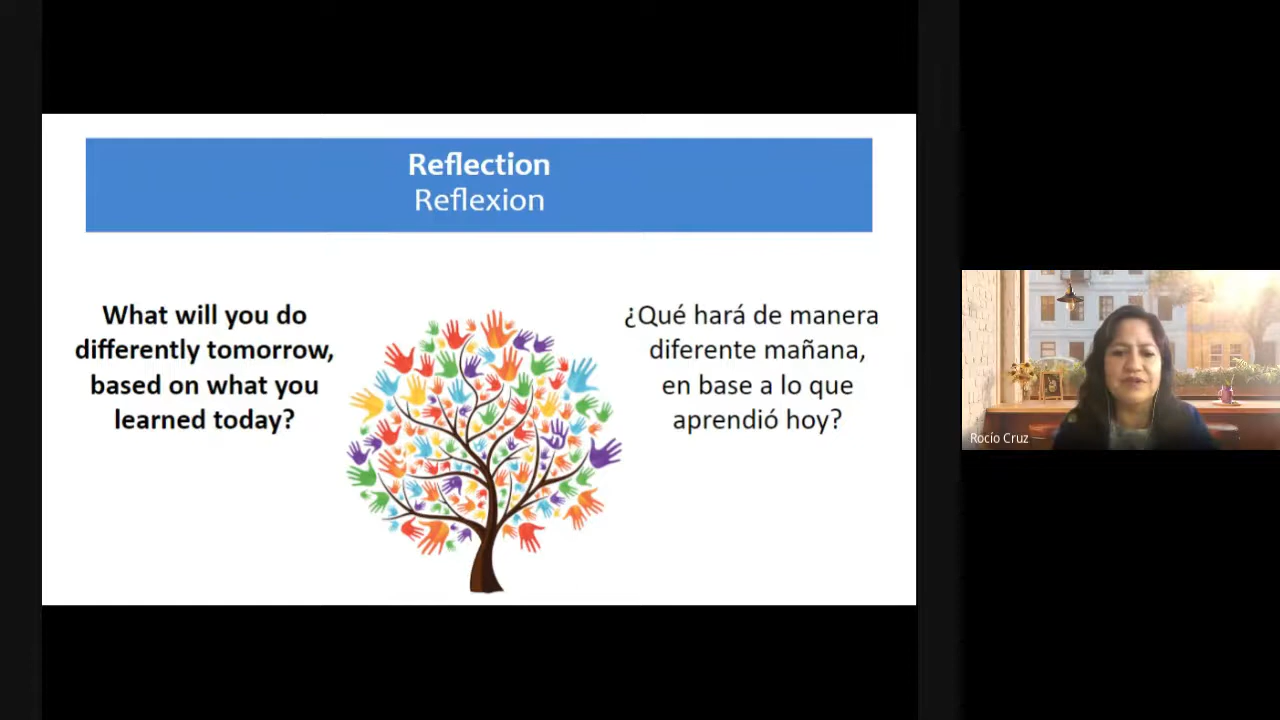 Reflection
Reflexion
What will you do
differently tomorrow,
based on what you
learned today?
¿Qué hará de manera
diferente mañana,
en base a lo que
aprendió hoy?
Rocío Cruz